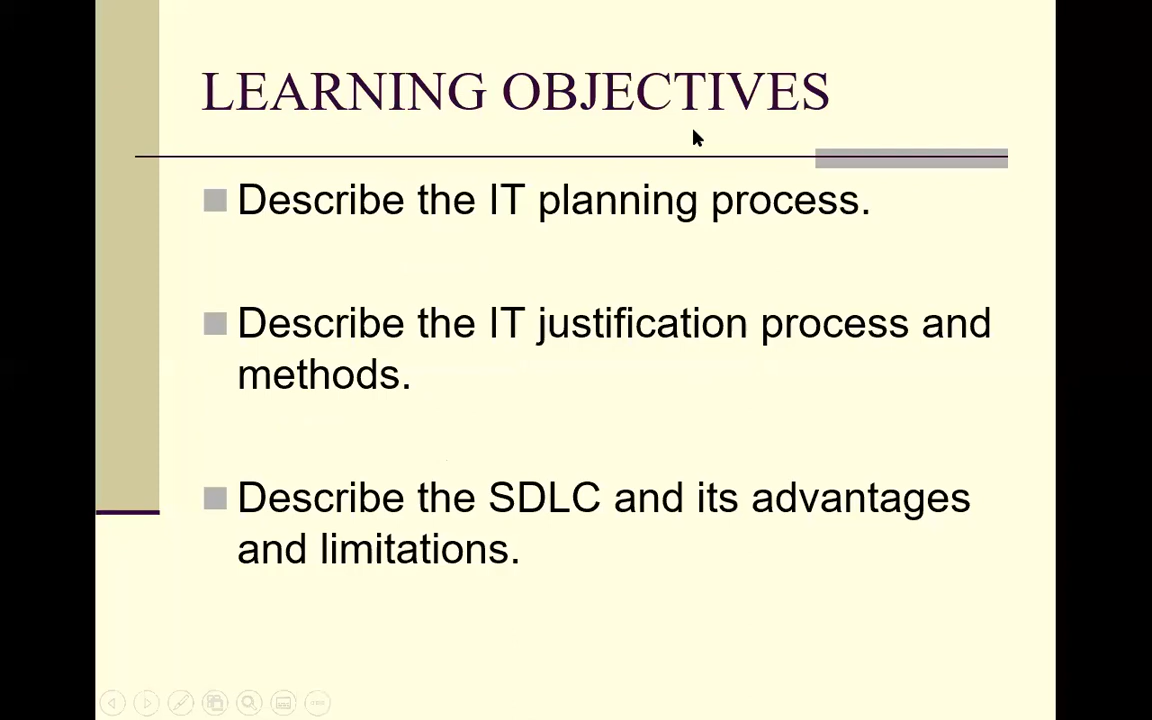 LEARNING OBJECTIVES
Describe the IT planning process.
Describe the IT justification process and
methods.
Describe the SDLC and its advantages
and limitations.